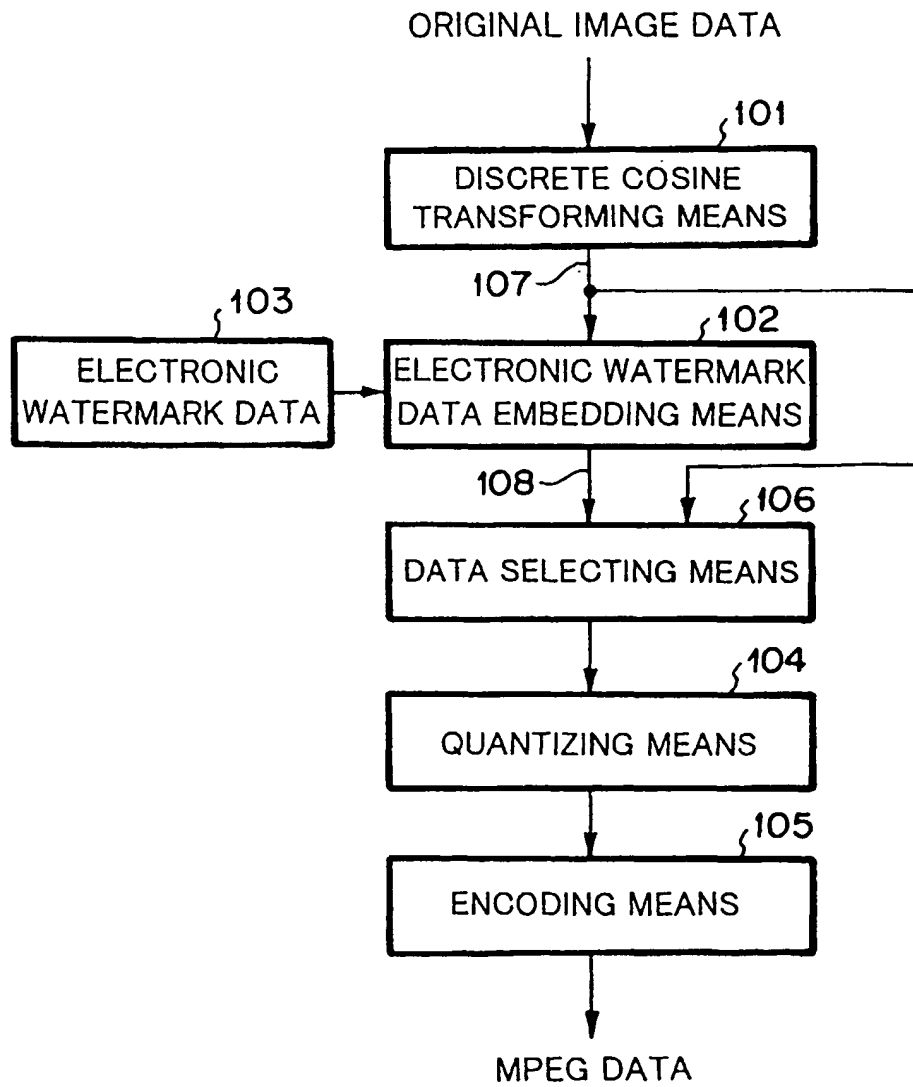 ORIGINAL IMAGE DATA
101
DISCRETE COSINE
TRANSFORMING MEANS
107
103
102
ELECTRONIC
WATERMARK DATA
ELECTRONIC WATERMARK
DATA EMBEDDING MEANS
108
106
DATA SELECTING MEANS
104
QUANTIZING MEANS
105
ENCODING MEANS
MPEG DATA